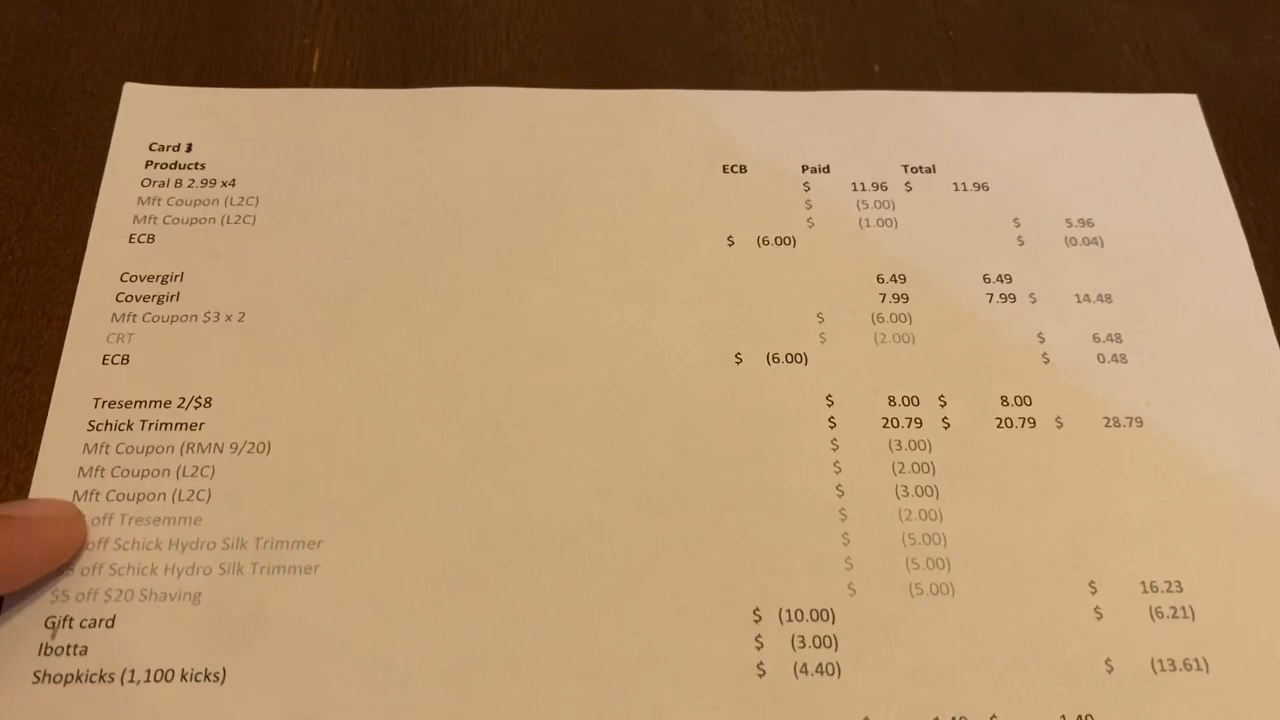 Card 3
Products ECB Paid Total
Oral B 2.99 x4 $ 11.96 $ 11.96
Mft Coupon (L2C) $ (5.00)
Mft Coupon (L2C) $ (1.00) $ 5.96
ECB $ (6.00) $ (0.04)
Covergirl 6.49 6.49
Covergirl 7.99 7.99 $ 14.48
Mft Coupon $3 x 2 $ (6.00)
CRT $ (2.00) $ 6.48
ECB $ (6.00) $ 0.48
Tresemme 2/$8 $ 8.00 $ 8.00
Schick Trimmer $ 20.79 $ 20.79 $ 28.79
Mft Coupon (RMN 9/20) $ (3.00)
Mft Coupon (L2C) $ (2.00)
Mft Coupon (L2C) $ (3.00)
off Tresemme $ (2.00)
off Schick Hydro Silk Trimmer $ (5.00)
off Schick Hydro Silk Trimmer $ (5.00)
$5 off $20 Shaving $ (5.00) $ 16.23
Gift card $ (10.00) $ (6.21)
Ibotta $ (3.00)
Shopkicks (1,100 kicks) $ (4.40) $ (13.61)